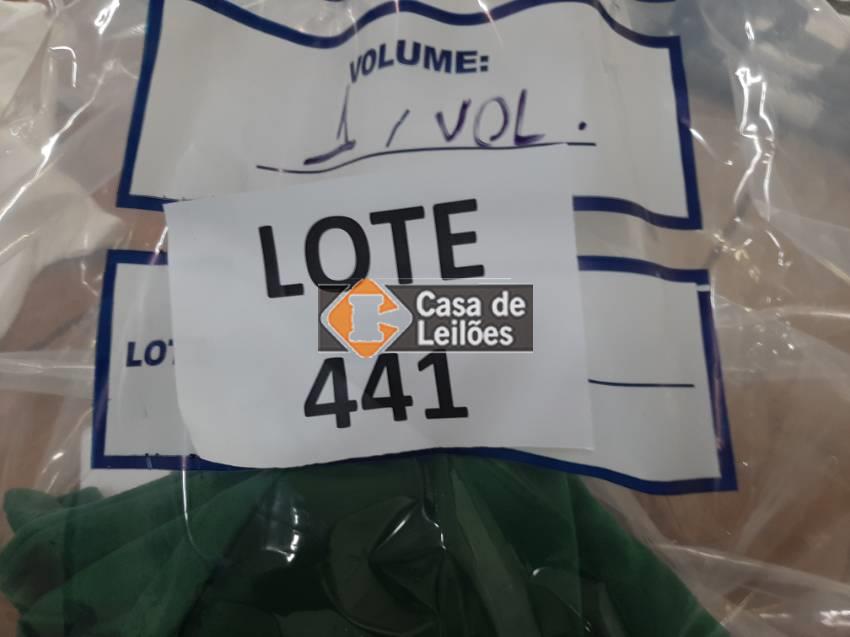 VOLUME:
1 / VOL.
LOTE
Casa de
Leilões
LOT
441